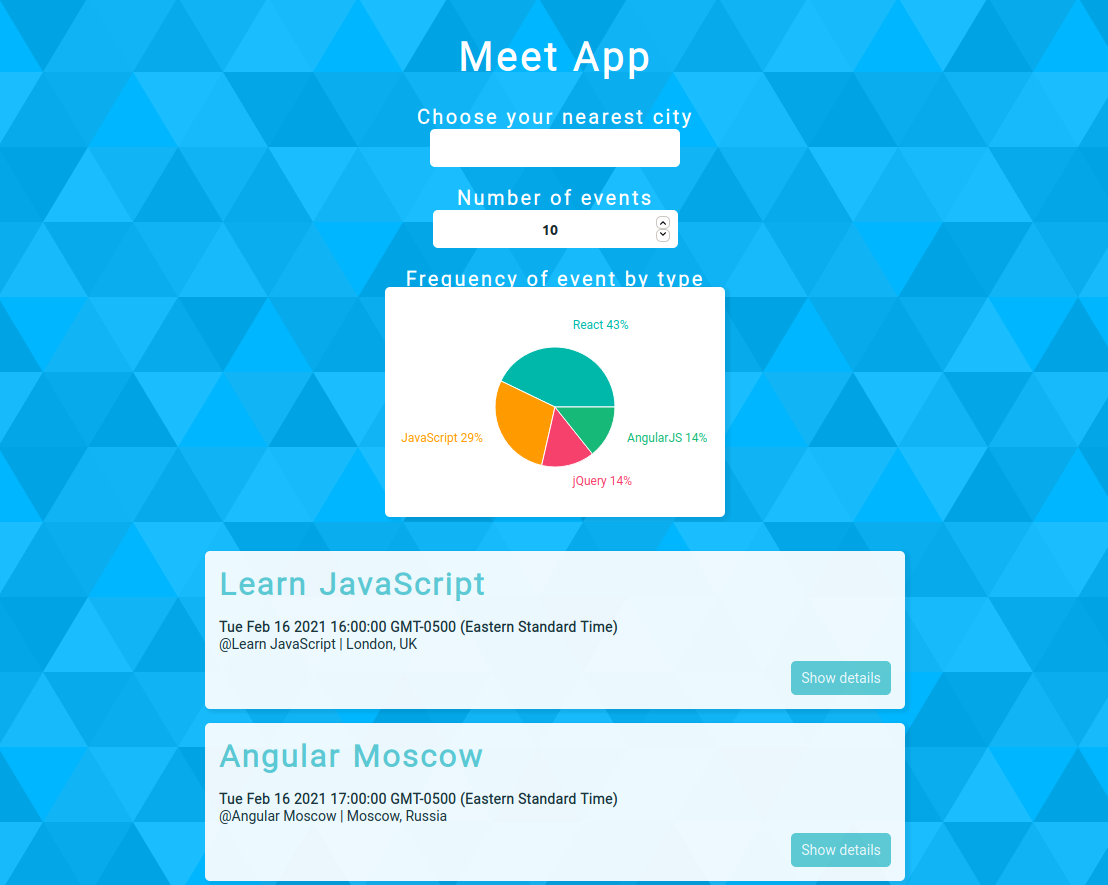 Meet App
Choose your nearest city
Number of events
10
Frequency of event by type
React 43%
JavaScript 29%
AngularJS 14%
jQuery 14%
Learn JavaScript
Tue Feb 16 2021 16:00:00 GMT-0500 (Eastern Standard Time)
@Learn JavaScript | London, UK
Show details
Angular Moscow
Tue Feb 16 2021 17:00:00 GMT-0500 (Eastern Standard Time)
@Angular Moscow | Moscow, Russia
Show details